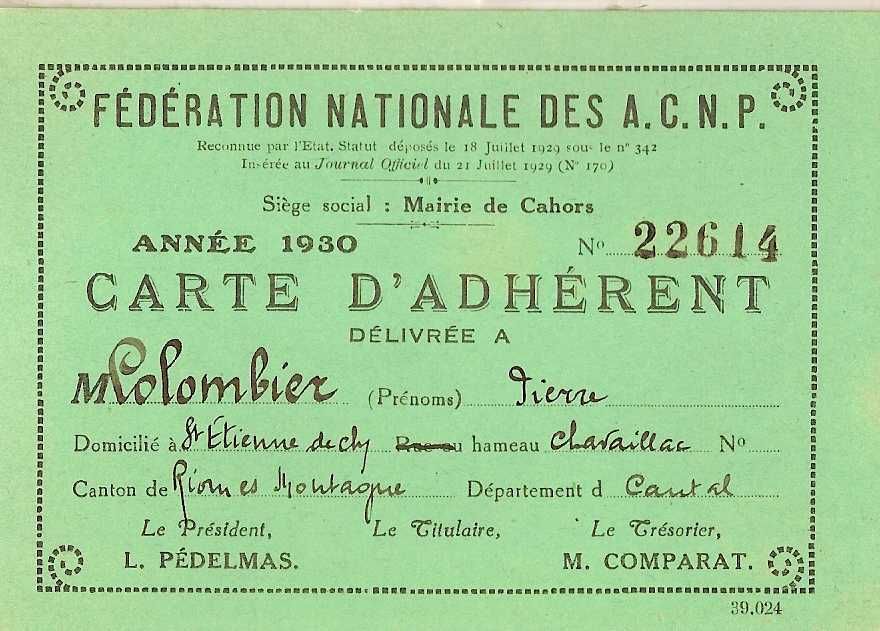 FÉDÉRATION NATIONALE DES A.C.N.P.
Reconnue par l'Etat. Statut déposés le 18 Juillet 1929 sous le n° 342
Insérée au Journal Officiel du 21 Juillet 1929 (N° 170)
Siège social : Mairie de Cahors
ANNÉE 1930 N° 22614
CARTE D'ADHÉRENT
DÉLIVRÉE A
M Colombier (Prénoms) Pierre
Domicilié à St Étienne de chy Rue ou hameau Chavaillac N°
Canton de Riom es Montagne Département d Cantal
Le Président, Le Titulaire, Le Trésorier,
L. PÉDELMAS. M. COMPARAT.
39.024